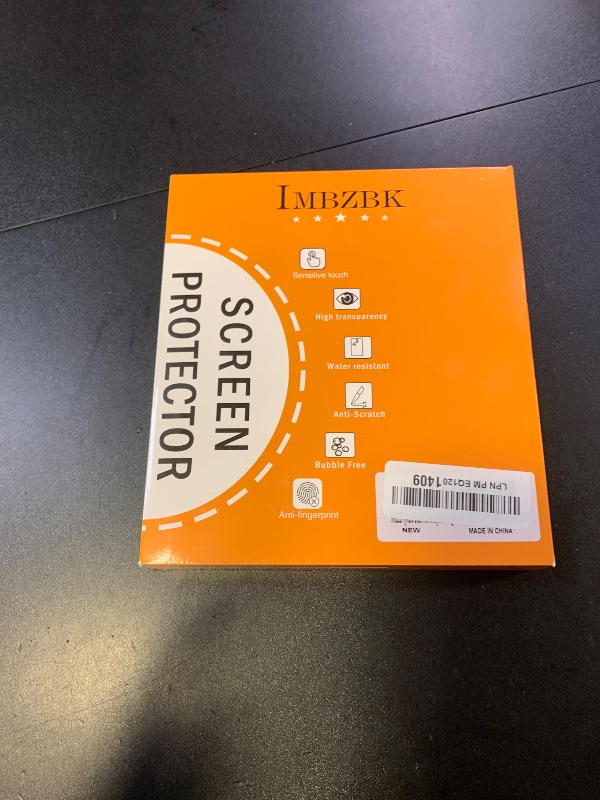 IMBZBK
Sensitive touch
High transparency
Water resistant
Anti-Scratch
Bubble Free
Anti-fingerprint
SCREEN
PROTECTOR
LPN PM EQ1201409
NEW
MADE IN CHINA